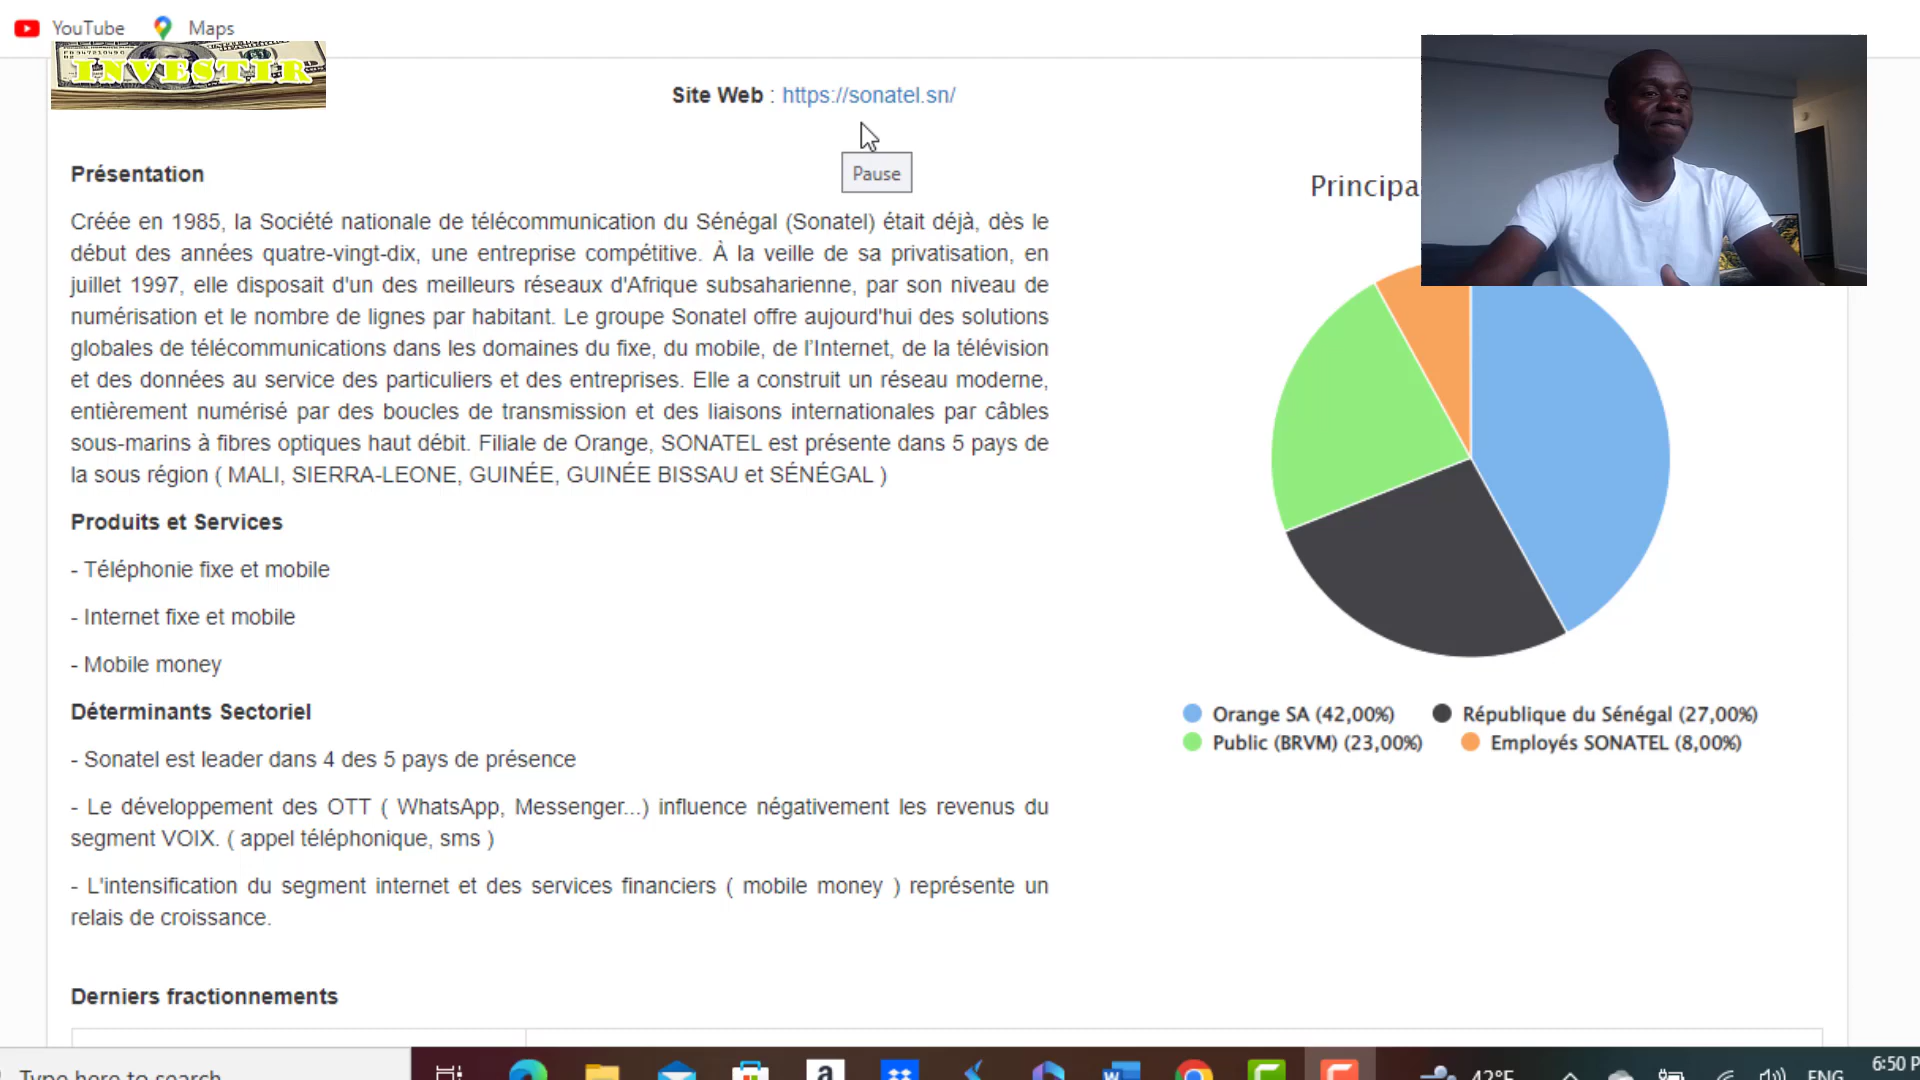 YouTube
Maps
INVESTIR
Site Web : https://sonatel.sn/
Pause
Présentation
Créée en 1985, la Société nationale de télécommunication du Sénégal (Sonatel) était déjà, dès le
début des années quatre-vingt-dix, une entreprise compétitive. À la veille de sa privatisation, en
juillet 1997, elle disposait d'un des meilleurs réseaux d'Afrique subsaharienne, par son niveau de
numérisation et le nombre de lignes par habitant. Le groupe Sonatel offre aujourd'hui des solutions
globales de télécommunications dans les domaines du fixe, du mobile, de l'Internet, de la télévision
et des données au service des particuliers et des entreprises. Elle a construit un réseau moderne,
entièrement numérisé par des boucles de transmission et des liaisons internationales par câbles
sous-marins à fibres optiques haut débit. Filiale de Orange, SONATEL est présente dans 5 pays de
la sous région ( MALI, SIERRA-LEONE, GUINÉE, GUINÉE BISSAU et SÉNÉGAL )
Produits et Services
- Téléphonie fixe et mobile
- Internet fixe et mobile
- Mobile money
Déterminants Sectoriel
- Sonatel est leader dans 4 des 5 pays de présence
- Le développement des OTT ( WhatsApp, Messenger...) influence négativement les revenus du
segment VOIX. ( appel téléphonique, sms )
- L'intensification du segment internet et des services financiers ( mobile money ) représente un
relais de croissance.
Derniers fractionnements
Principa
Orange SA (42,00%)
République du Sénégal (27,00%)
Public (BRVM) (23,00%)
Employés SONATEL (8,00%)
Type here to search
42°F
ENG
6:50 P